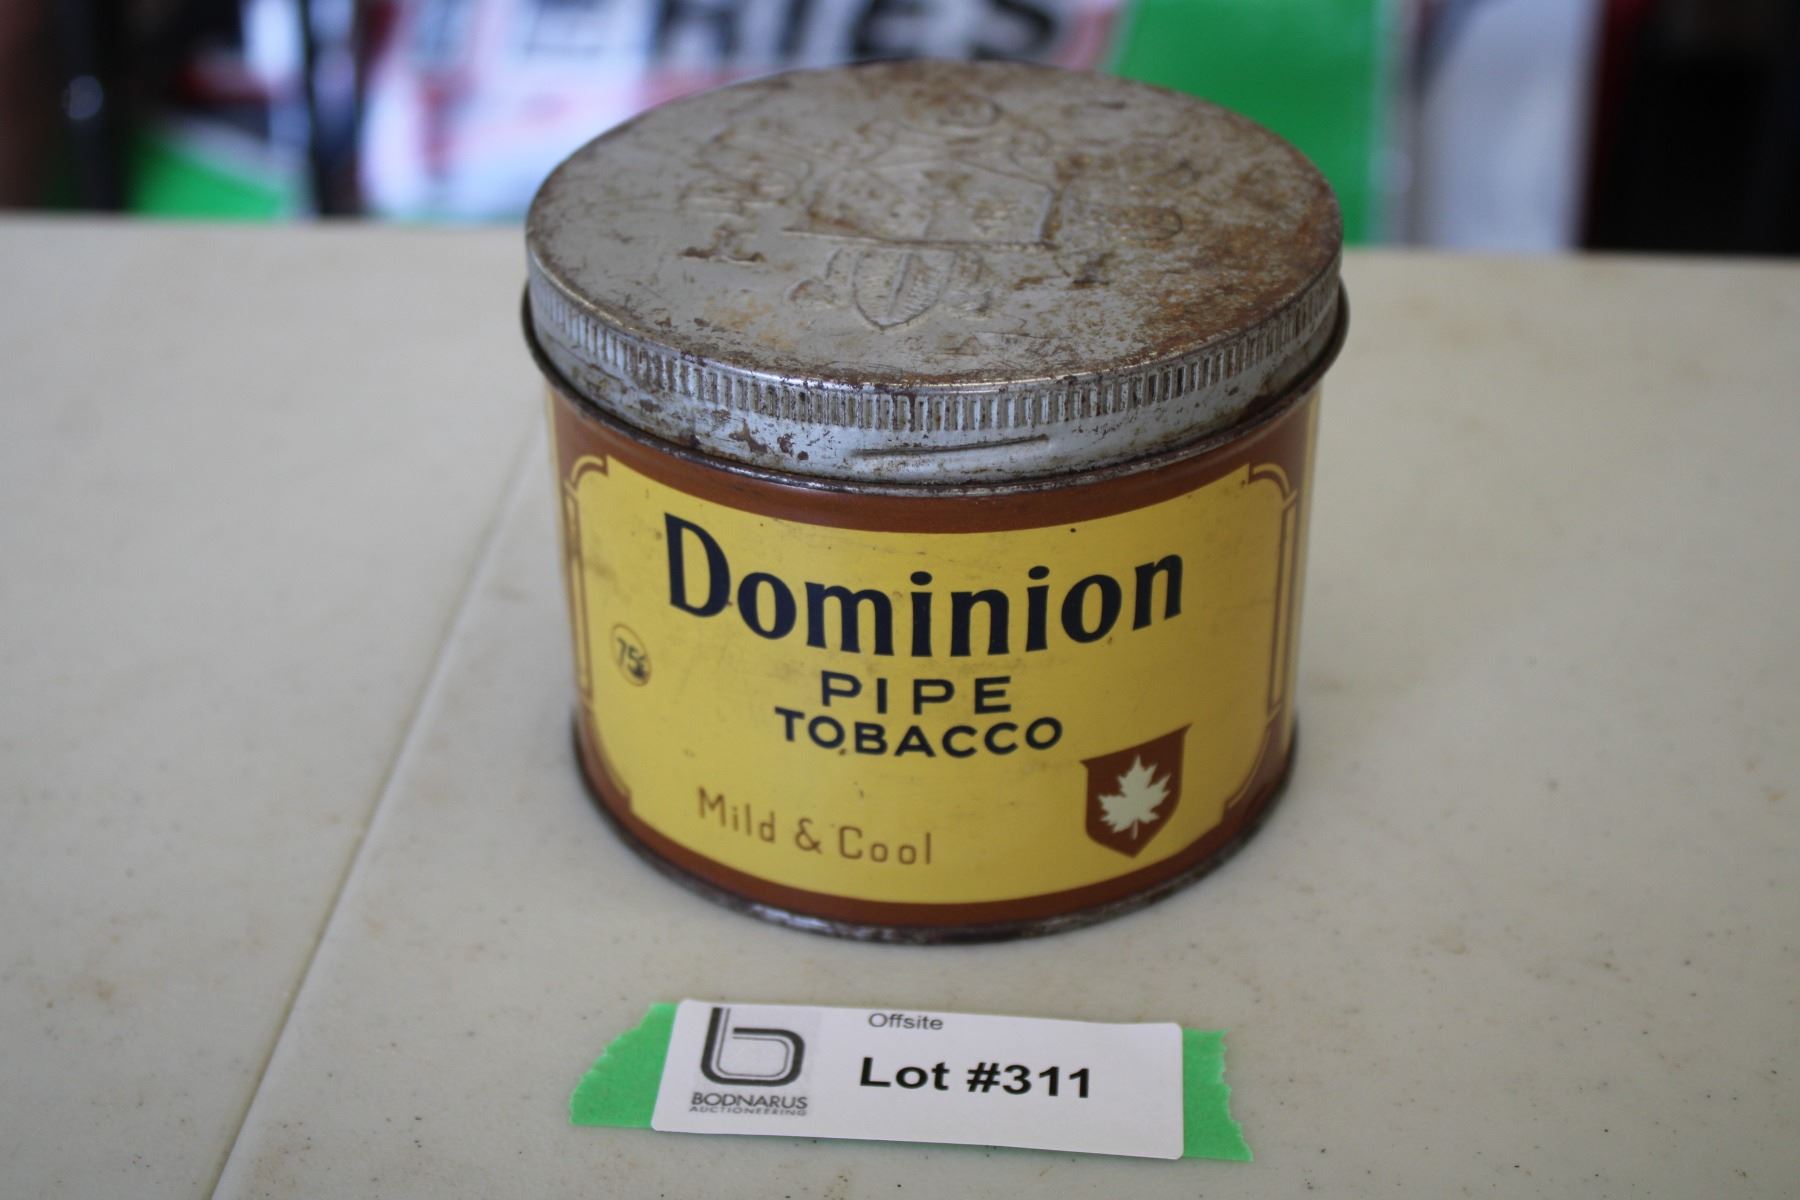 Dominion
75¢
PIPE
TOBACCO
Mild & Cool
Offsite
Lot #311
BODNARUS
AUCTIONEERING